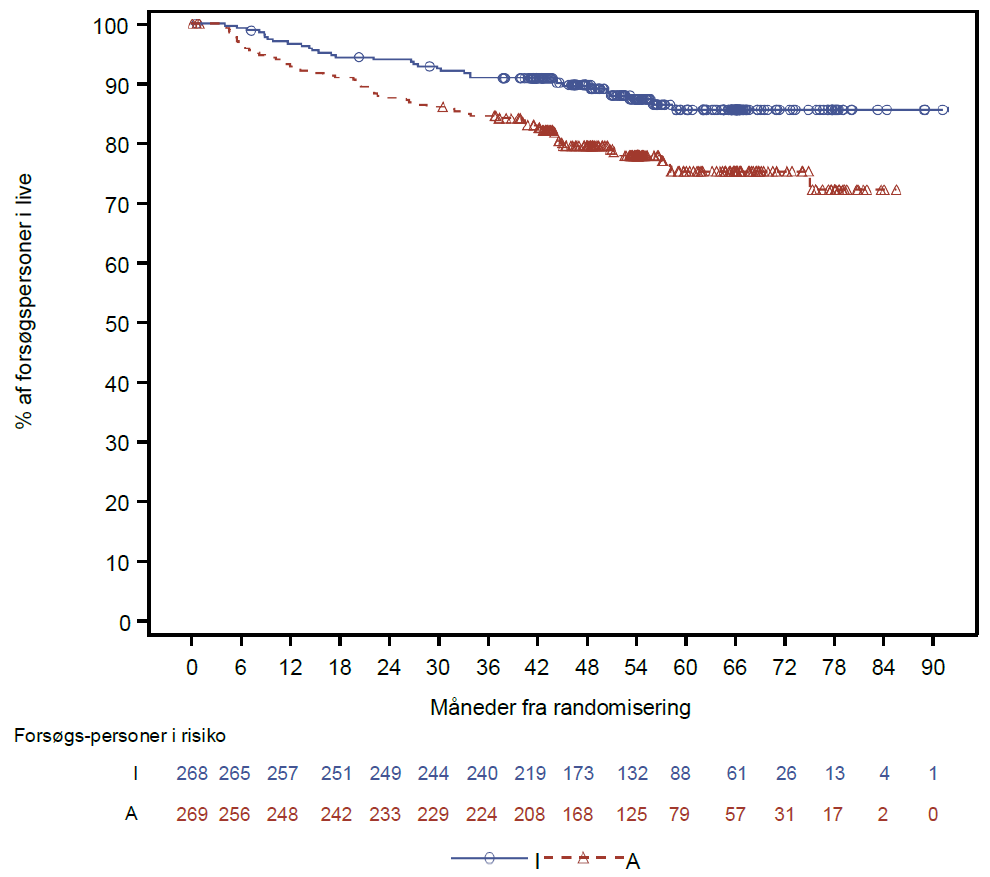 % af forsøgspersoner i live
100
90
80
70
60
50
40
30
20
10
0
0 6 12 18 24 30 36 42 48 54 60 66 72 78 84 90
Måneder fra randomisering
Forsøgs-personer i risiko
I 268 265 257 251 249 244 240 219 173 132 88 61 26 13 4 1
A 269 256 248 242 233 229 224 208 168 125 79 57 31 17 2 0
I A